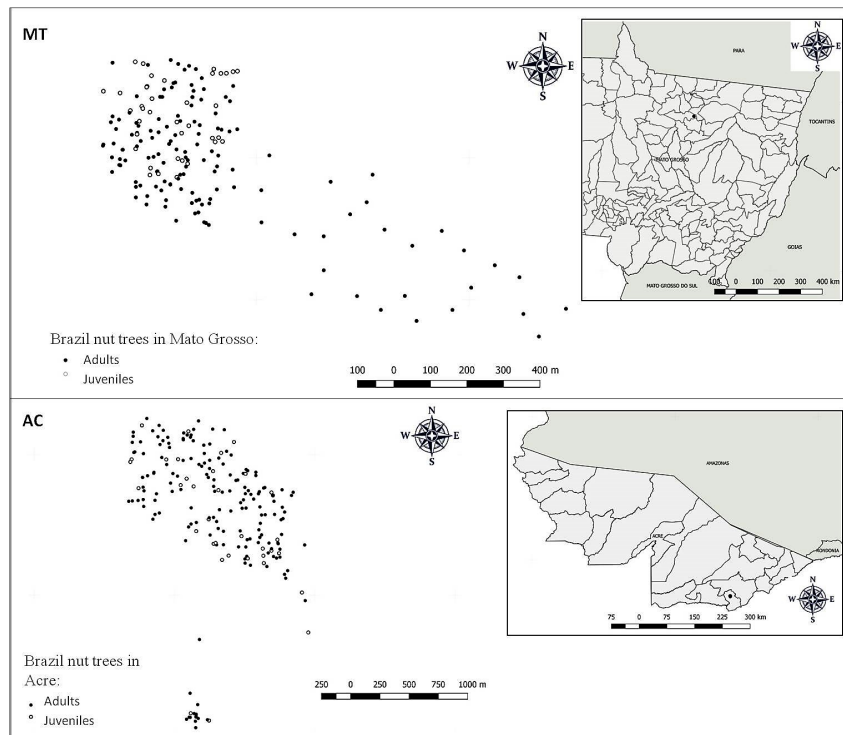 MT
N
W E
S
Brazil nut trees in Mato Grosso:
Adults
Juveniles
100 0 100 200 300 400 m
N
W E
S
PARA
TOCANTINS
MATO GROSSO
GOIAS
MATO GROSSO DO SUL
100 0 100 200 300 400 km
AC
N
W E
S
Brazil nut trees in
Acre:
Adults
Juveniles
250 0 250 500 750 1000 m
AMAZONAS
ACRE
RONDONIA
N
W E
S
75 0 75 150 225 300 km